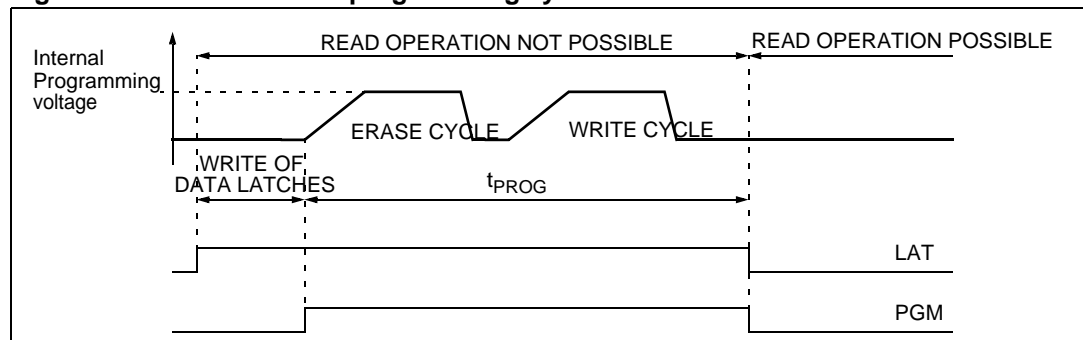 READ OPERATION NOT POSSIBLE
READ OPERATION POSSIBLE
Internal
Programming
voltage
ERASE CYCLE
WRITE CYCLE
WRITE OF
DATA LATCHES
tPROG
LAT
PGM